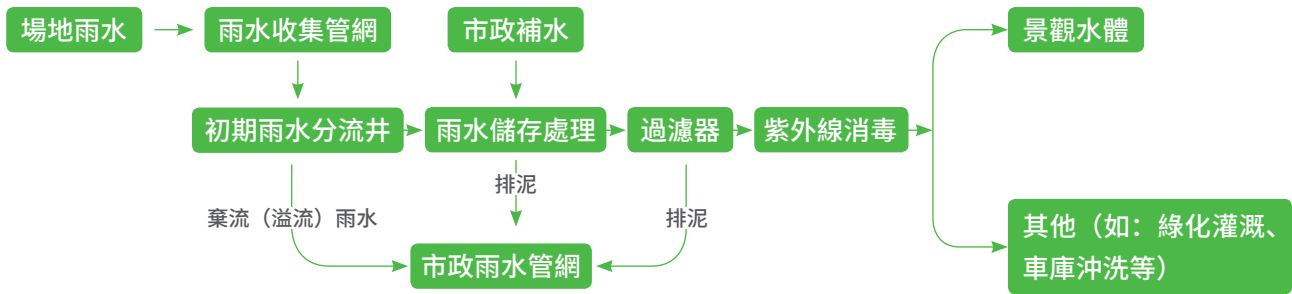 場地雨水
雨水收集管網
市政補水
景觀水體
初期雨水分流井
雨水儲存處理
過濾器
紫外線消毒
排泥
棄流（溢流）雨水
排泥
市政雨水管網
其他（如：綠化灌溉、
車庫沖洗等）